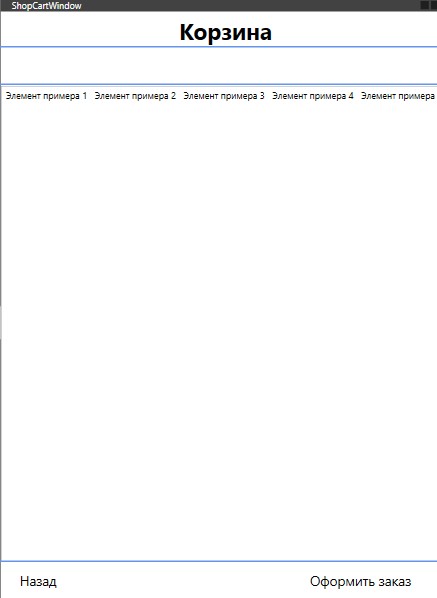 ShopCartWindow
Корзина
Элемент примера 1 Элемент примера 2 Элемент примера 3 Элемент примера 4 Элемент примера
Назад Оформить заказ